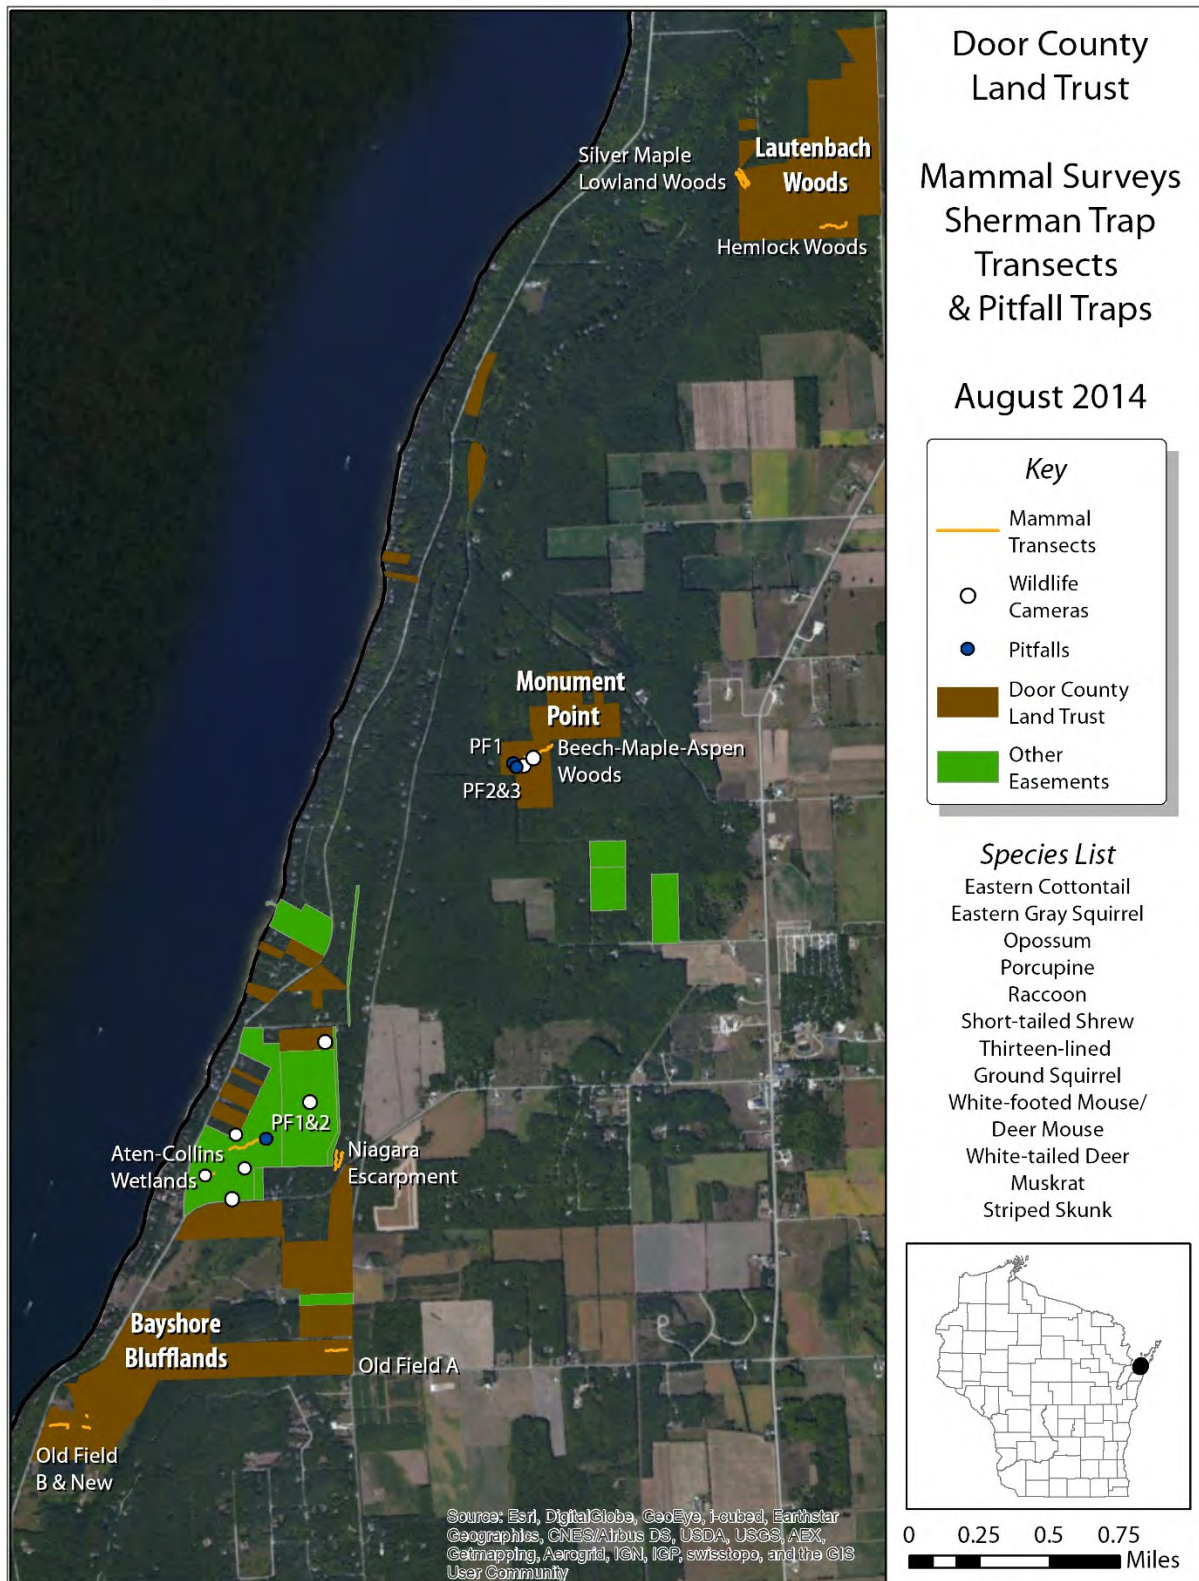 Door County
Land Trust
Mammal Surveys
Sherman Trap
Transects
& Pitfall Traps
August 2014
Key
Mammal
Transects
Wildlife
Cameras
Pitfalls
Door County
Land Trust
Other
Easements
Species List
Eastern Cottontail
Eastern Gray Squirrel
Opossum
Porcupine
Raccoon
Short-tailed Shrew
Thirteen-lined
Ground Squirrel
White-footed Mouse/
Deer Mouse
White-tailed Deer
Muskrat
Striped Skunk
0 0.25 0.5 0.75
Miles
Silver Maple
Lowland Woods
Lautenbach
Woods
Hemlock Woods
Monument
Point
PF1
Beech-Maple-Aspen
Woods
PF2&3
PF1&2
Aten-Collins
Wetlands
Niagara
Escarpment
Bayshore
Blufflands
Old Field A
Old Field
B & New
Source: Esri, DigitalGlobe, GeoEye, i-cubed, Earthstar
Geographics, CNES/Airbus DS, USDA, USGS, AEX,
Getmapping, Aerogrid, IGN, IGP, swisstopo, and the GIS
User Community